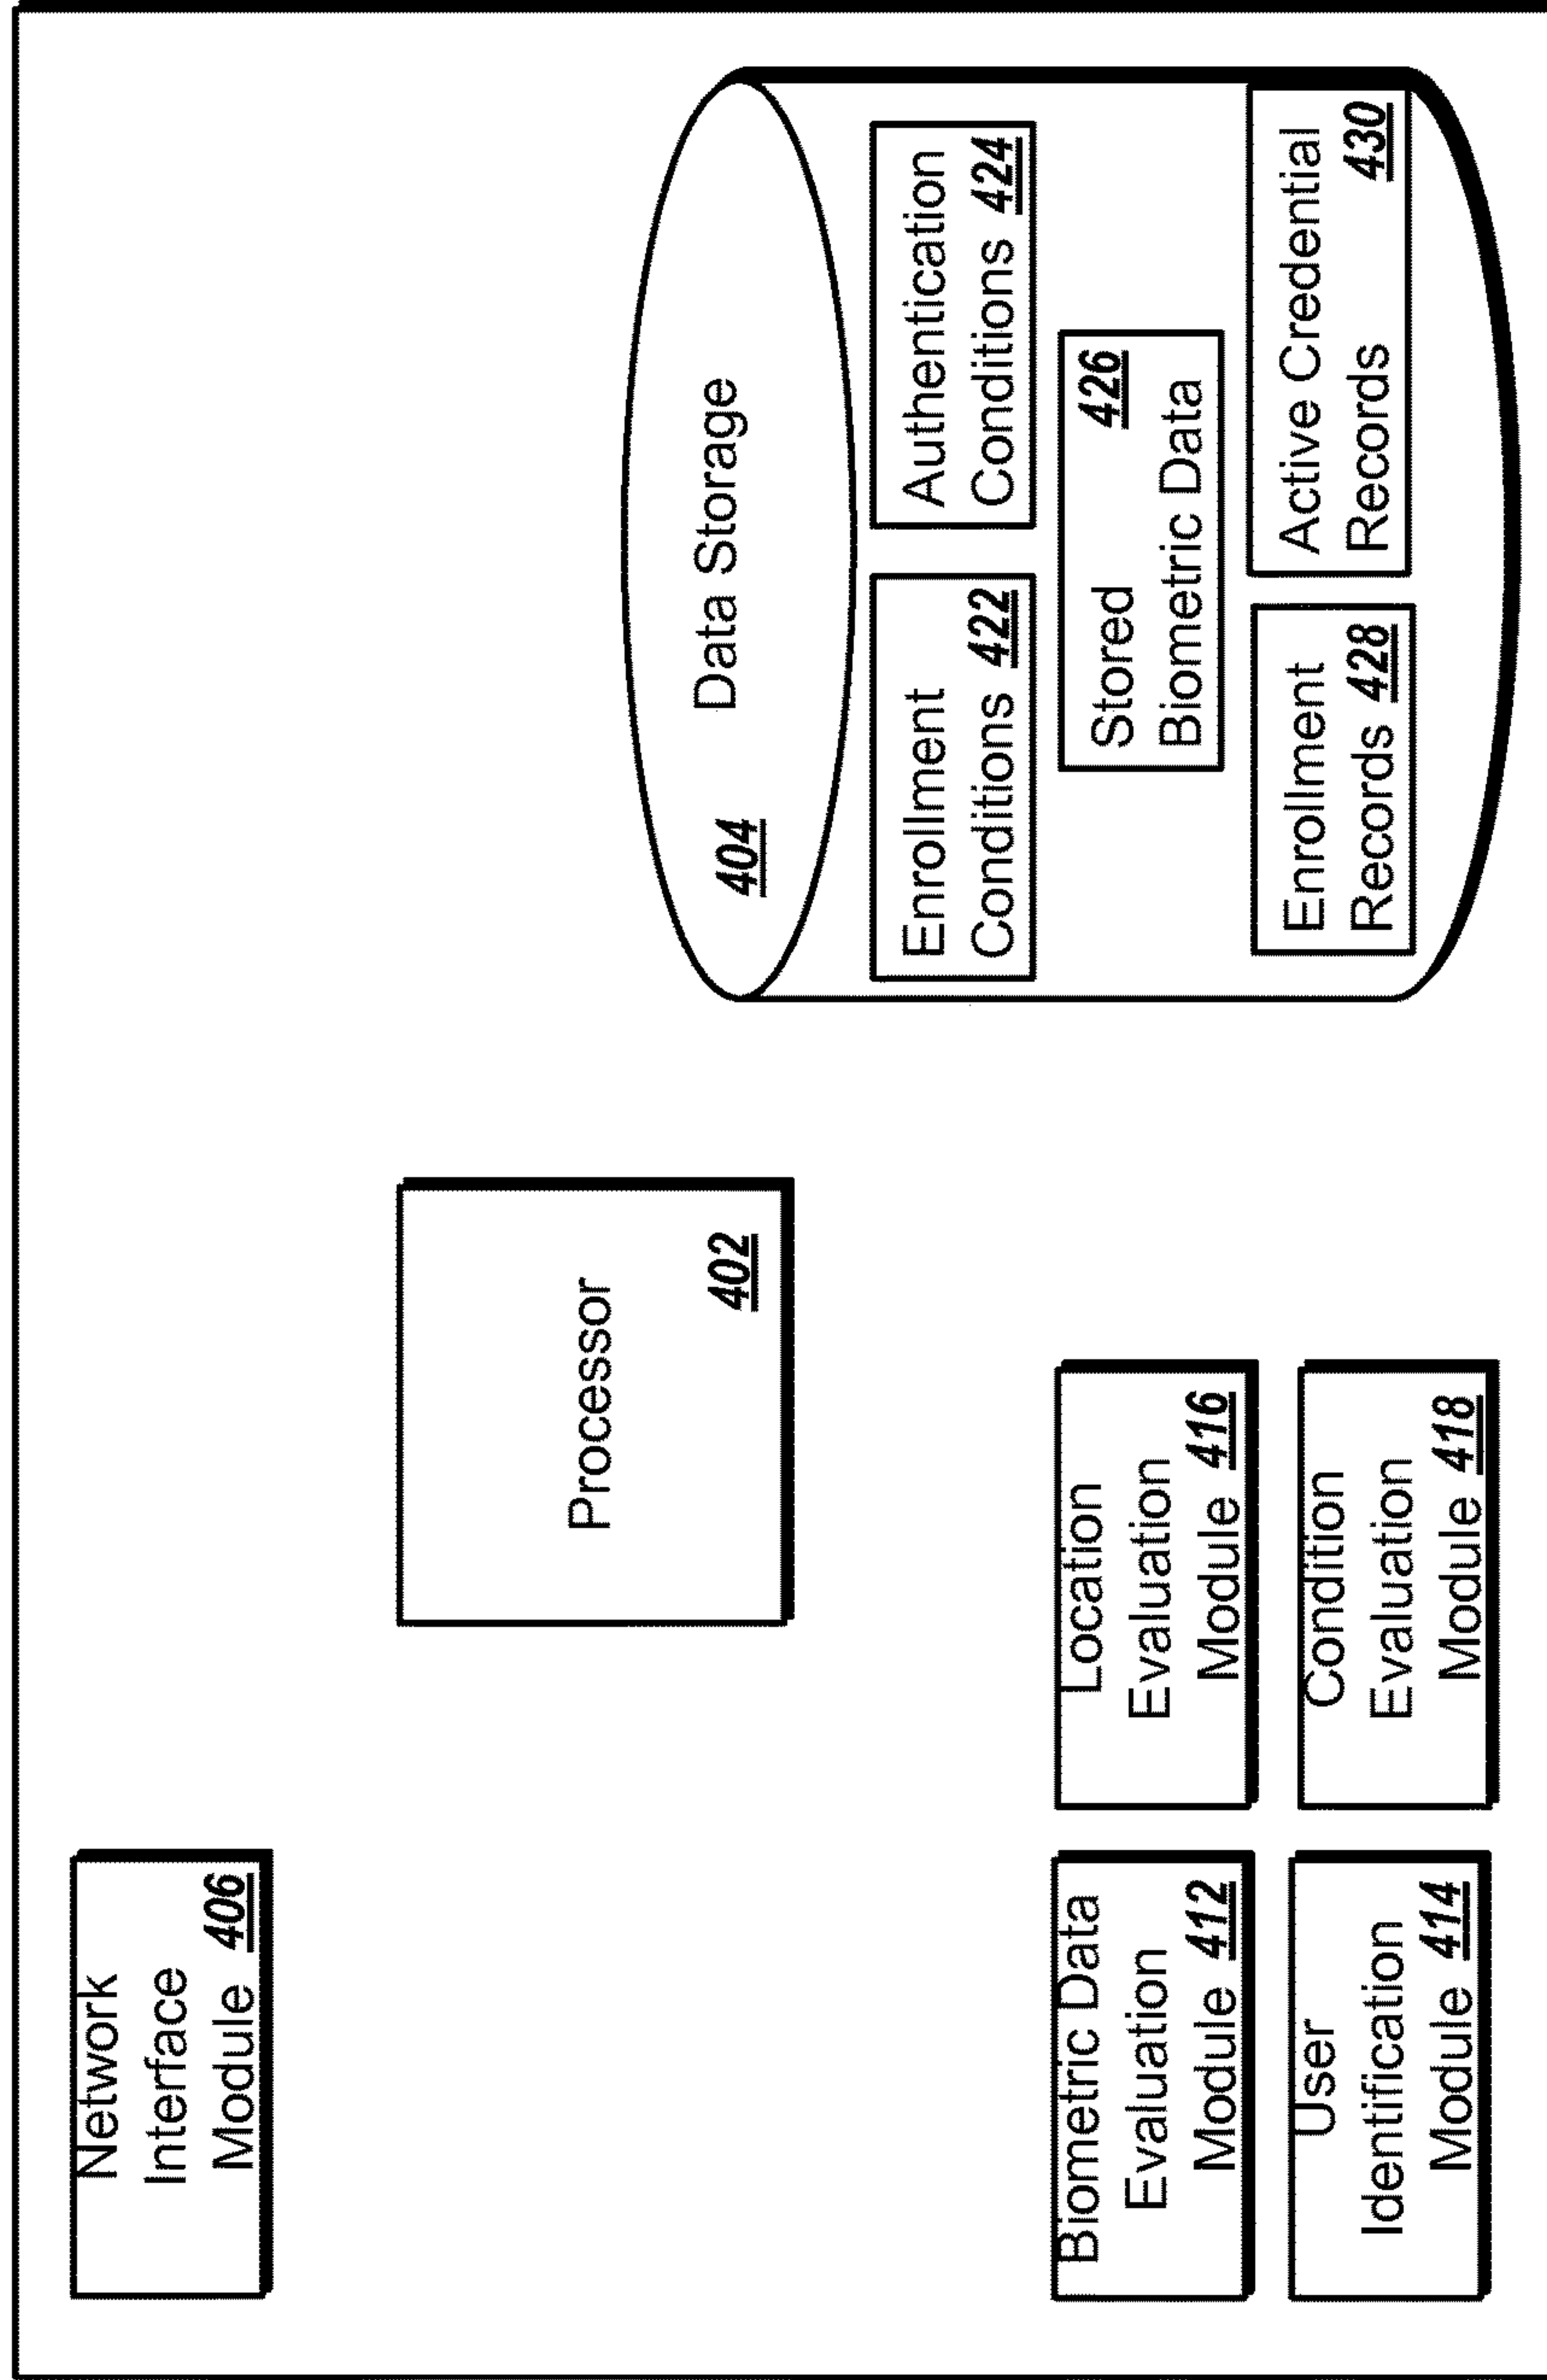 Network
Interface
Module 406
Processor
402
Data Storage
404
Enrollment
Conditions 422
Authentication
Conditions 424
Stored 426
Biometric Data
Enrollment
Records 428
Active Credential
Records 430
Biometric Data
Evaluation
Module 412
Location
Evaluation
Module 416
User
Identification
Module 414
Condition
Evaluation
Module 418